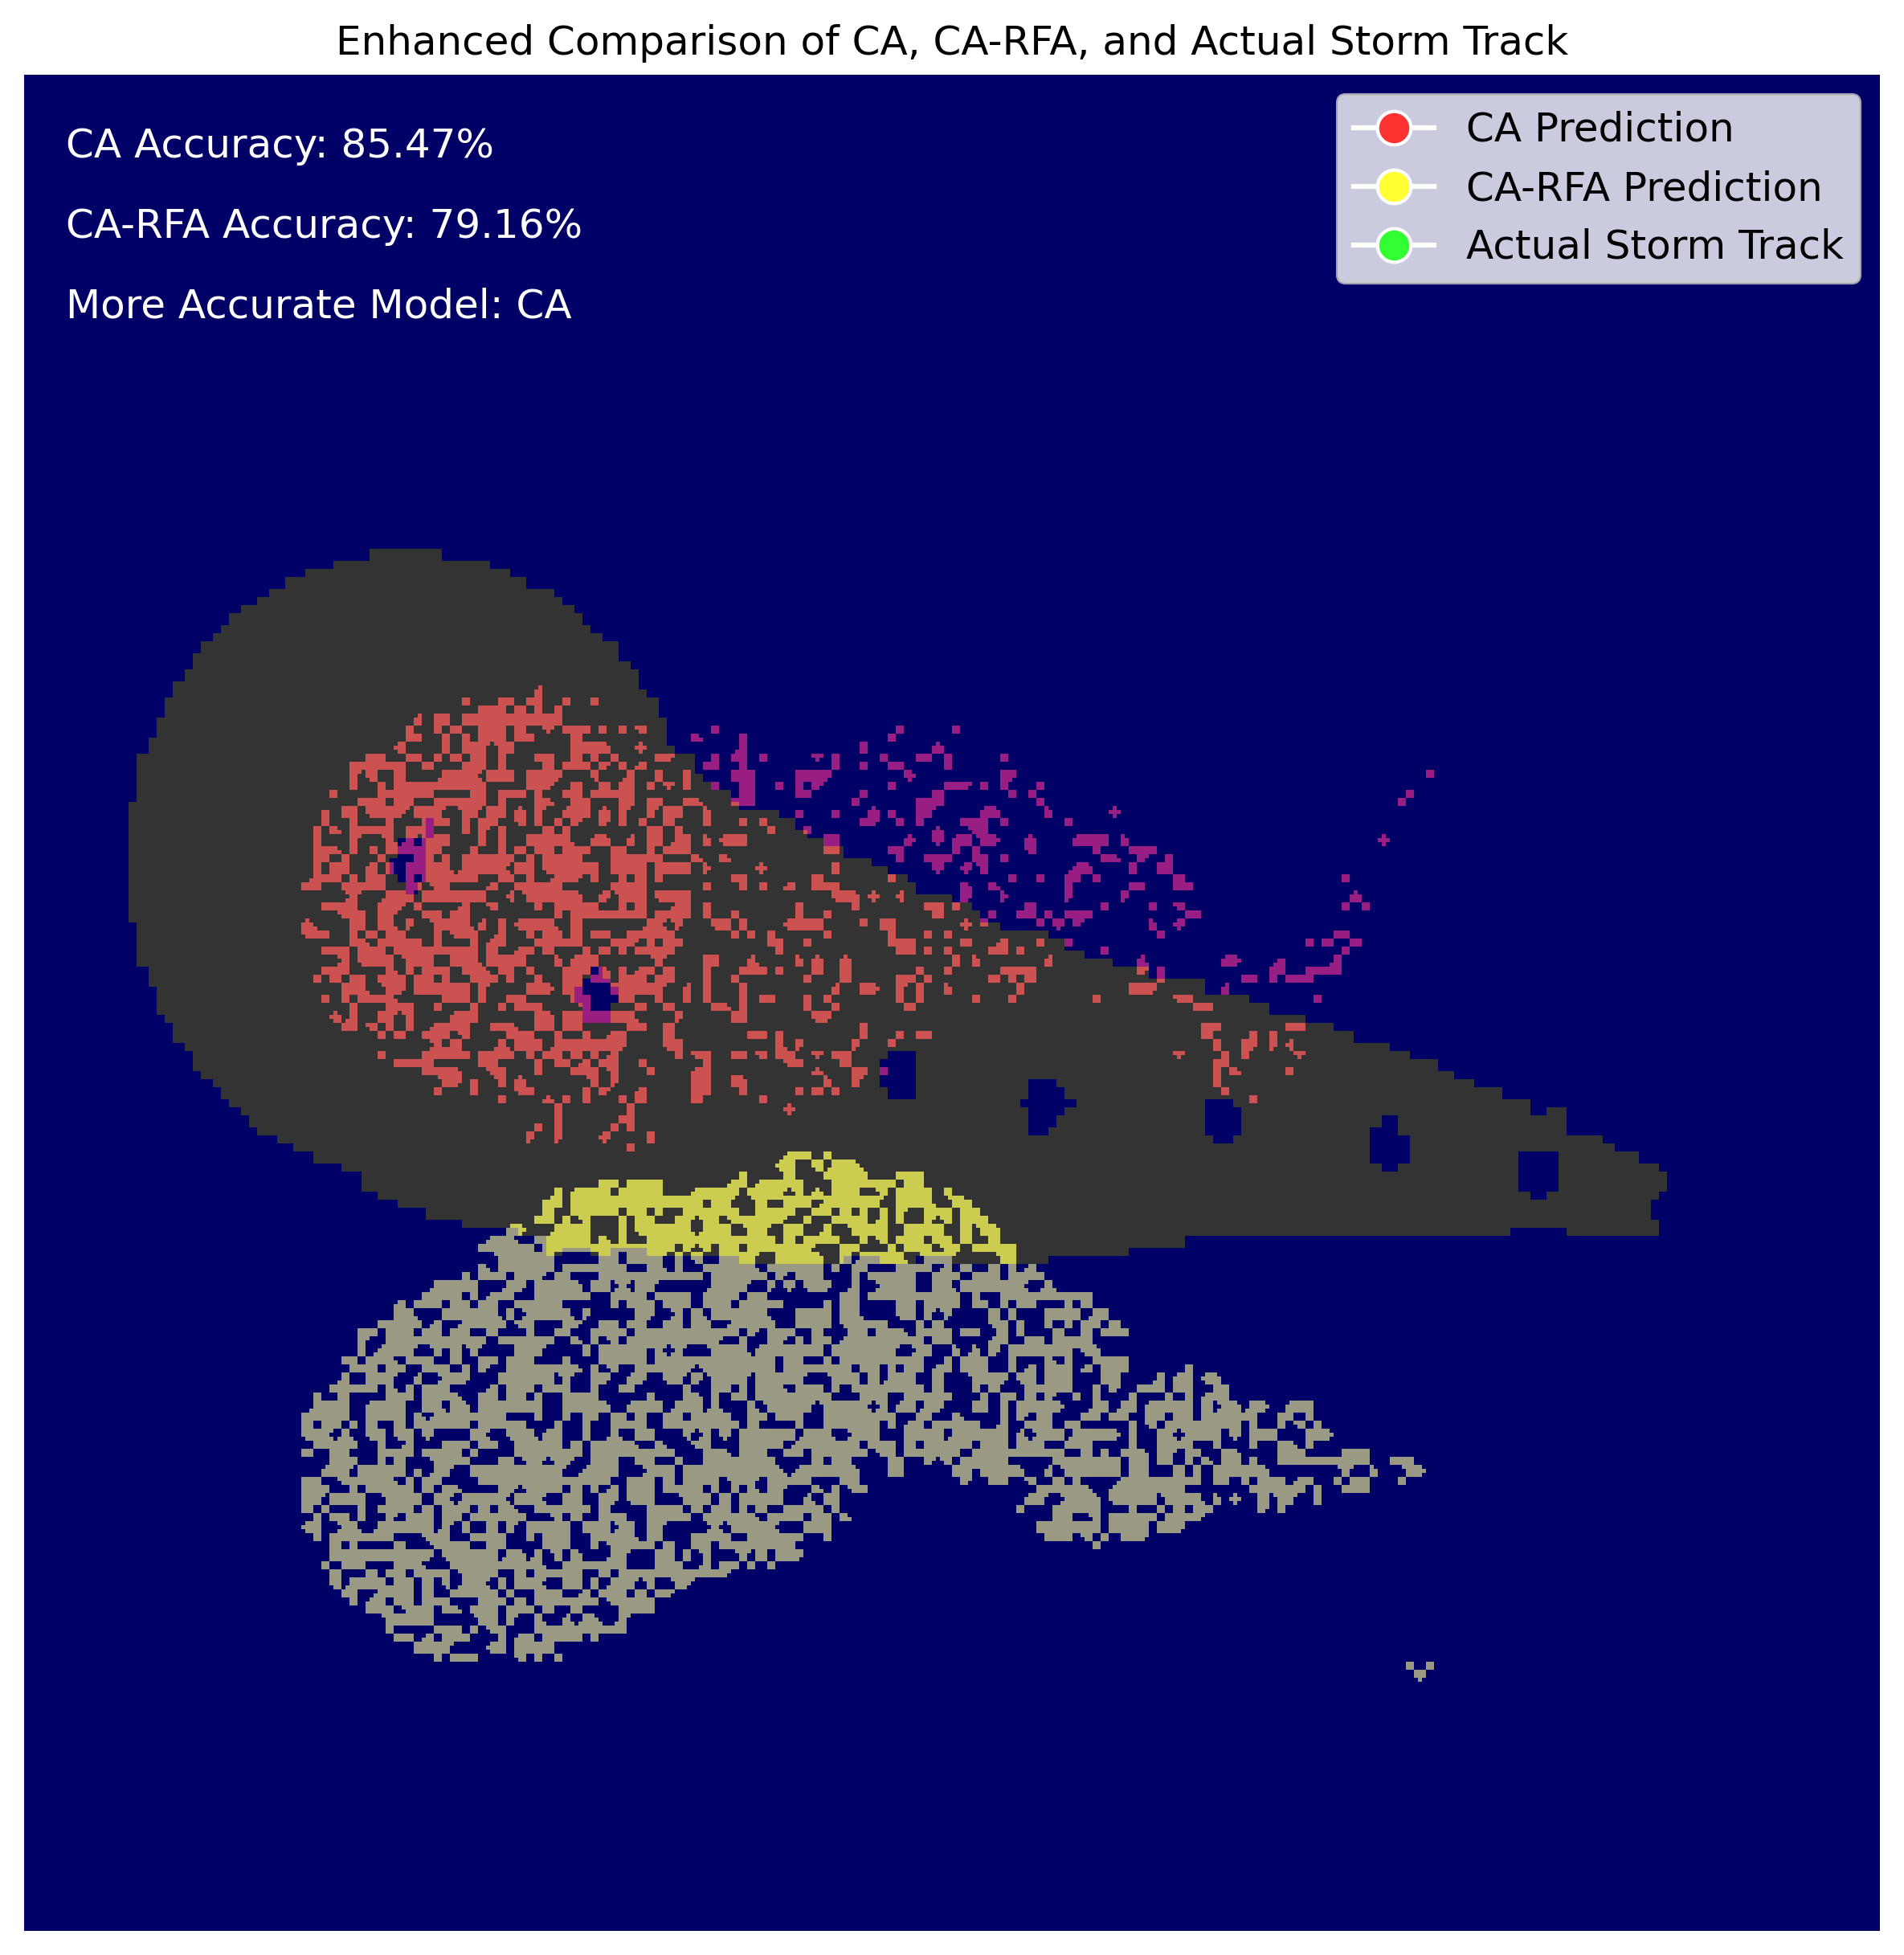 Enhanced Comparison of CA, CA-RFA, and Actual Storm Track
CA Accuracy: 85.47%
CA-RFA Accuracy: 79.16%
More Accurate Model: CA
CA Prediction
CA-RFA Prediction
Actual Storm Track